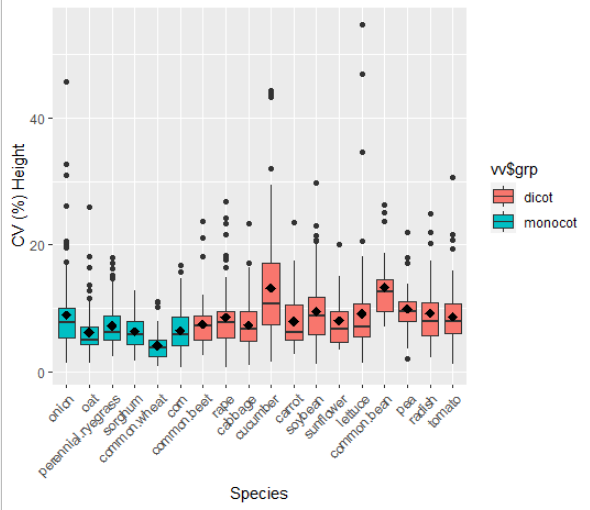 CV (%) Height
40
20
0
onion
oat
perennial.ryegrass
sorghum
common.wheat
corn
common.beet
rape
cabbage
cucumber
carrot
soybean
sunflower
lettuce
common.bean
pea
radish
tomato
Species
vv$grp
dicot
monocot